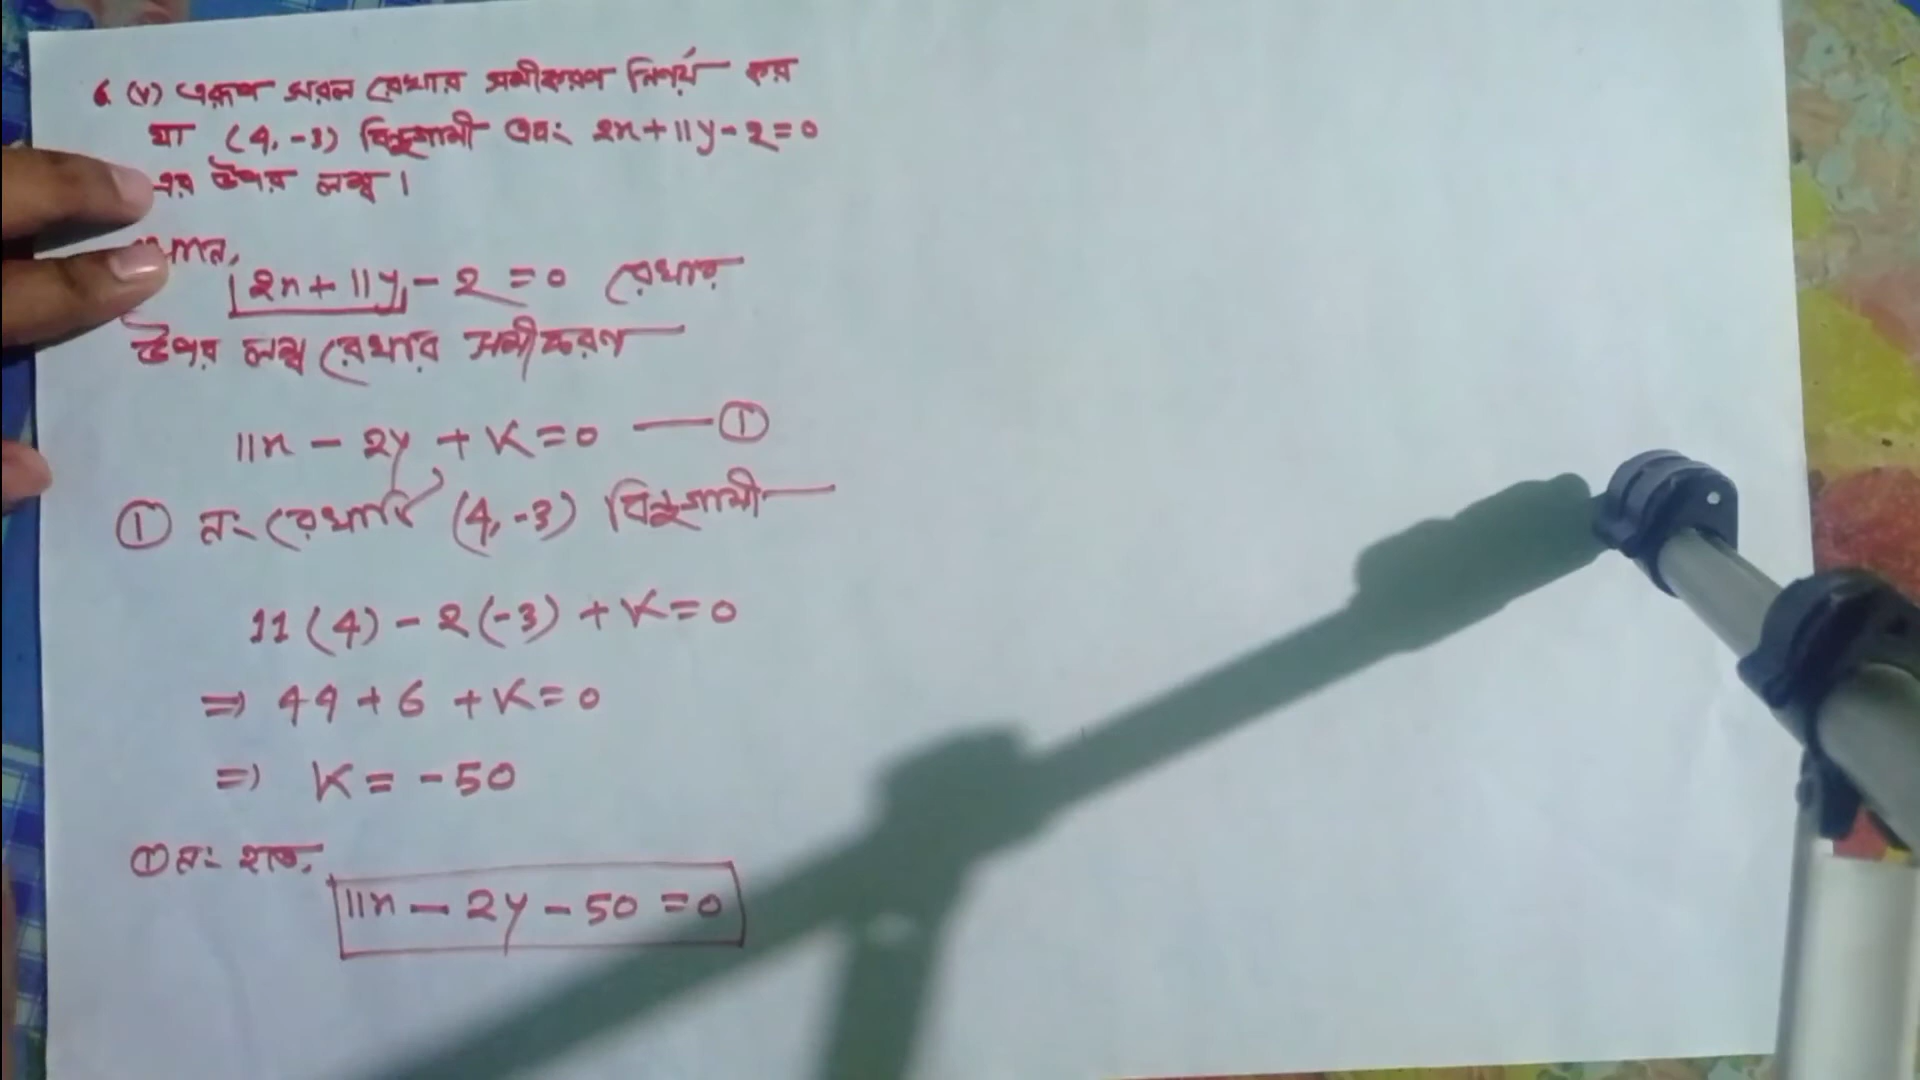 6. (v) এরূপ সরল রেখার সমীকরণ নির্ণয় কর
যা (4, -3) বিন্দুগামী এবং 2x+11y-2=0
এর উপর লম্ব।
2x+11y-2=0 রেখার
উপর লম্ব রেখার সমীকরণ
11x-2y+K=0 — ①
① নং রেখাটি (4, -3) বিন্দুগামী
11(4)-2(-3)+K=0
⇒ 44+6+K=0
⇒ K=-50
① নং হতে,
11x-2y-50=0